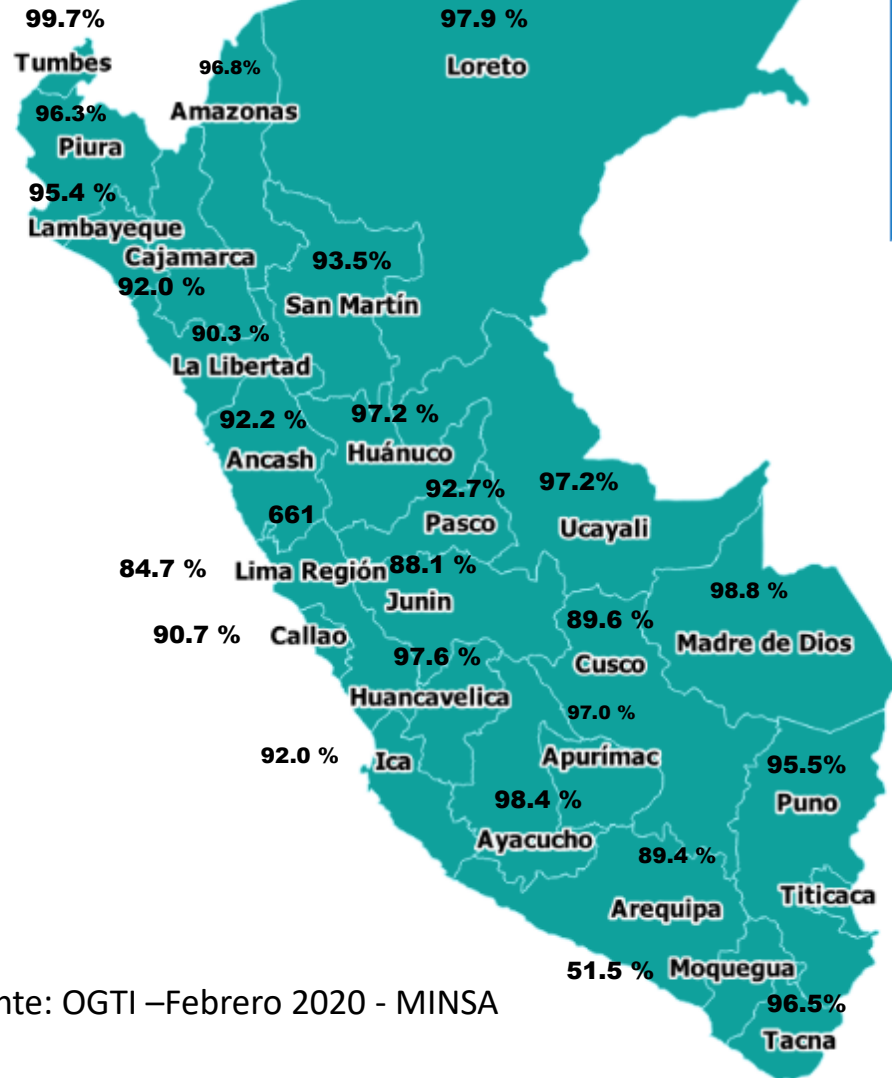 99.7%
97.9 %
Tumbes
96.8%
Loreto
Amazonas
96.3%
Piura
95.4 %
Lambayeque
Cajamarca
93.5%
92.0 %
San Martín
90.3 %
La Libertad
92.2 %
97.2 %
Ancash
Huánuco
92.7%
97.2%
Pasco
Ucayali
661
84.7 %
Lima Región
88.1 %
Junin
98.8 %
89.6 %
90.7 %
Callao
Madre de Dios
97.6 %
Cusco
Huancavelica
97.0 %
92.0 %
Ica
Apurímac
95.5%
98.4 %
Puno
Ayacucho
89.4 %
Titicaca
Arequipa
51.5 %
Moquegua
nte: OGTI –Febrero 2020 - MINSA
96.5%
Tacna